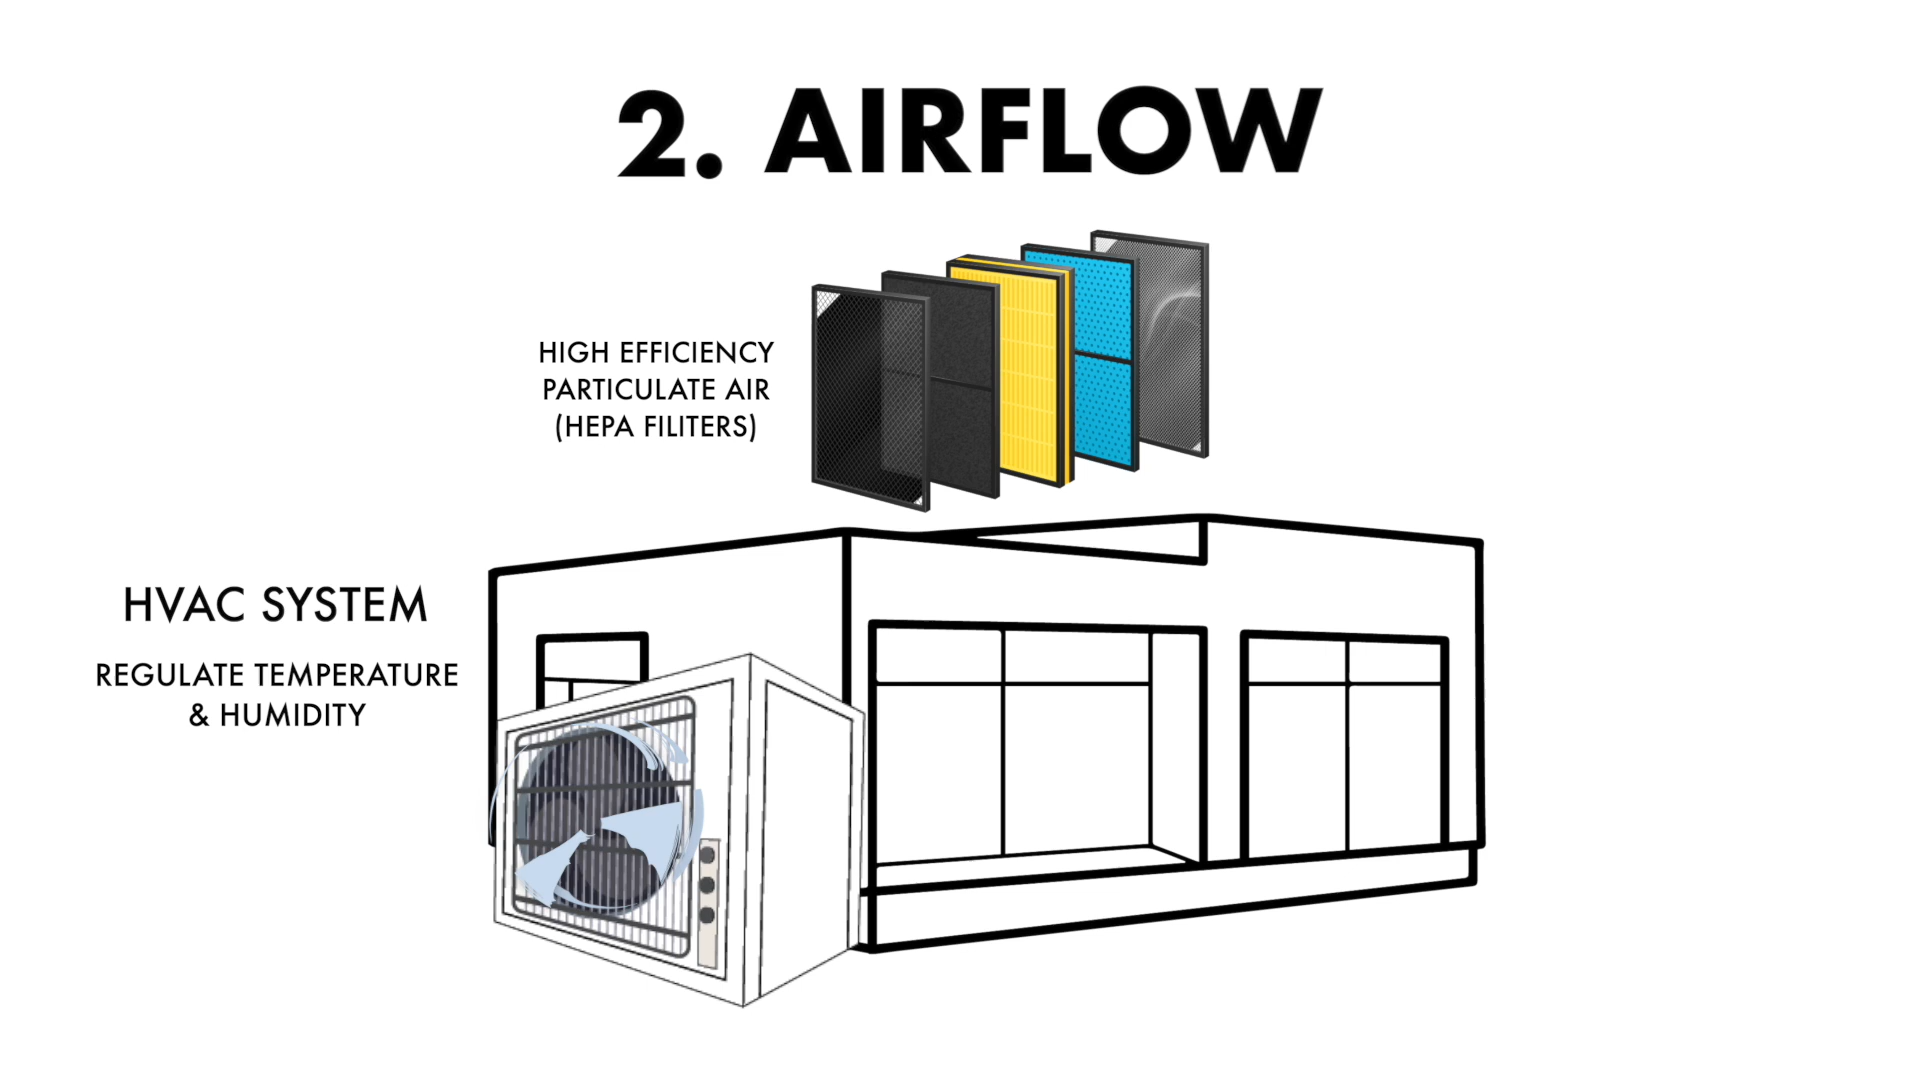 2. AIRFLOW
HIGH EFFICIENCY
PARTICULATE AIR
(HEPA FILITERS)
HVAC SYSTEM
REGULATE TEMPERATURE
& HUMIDITY